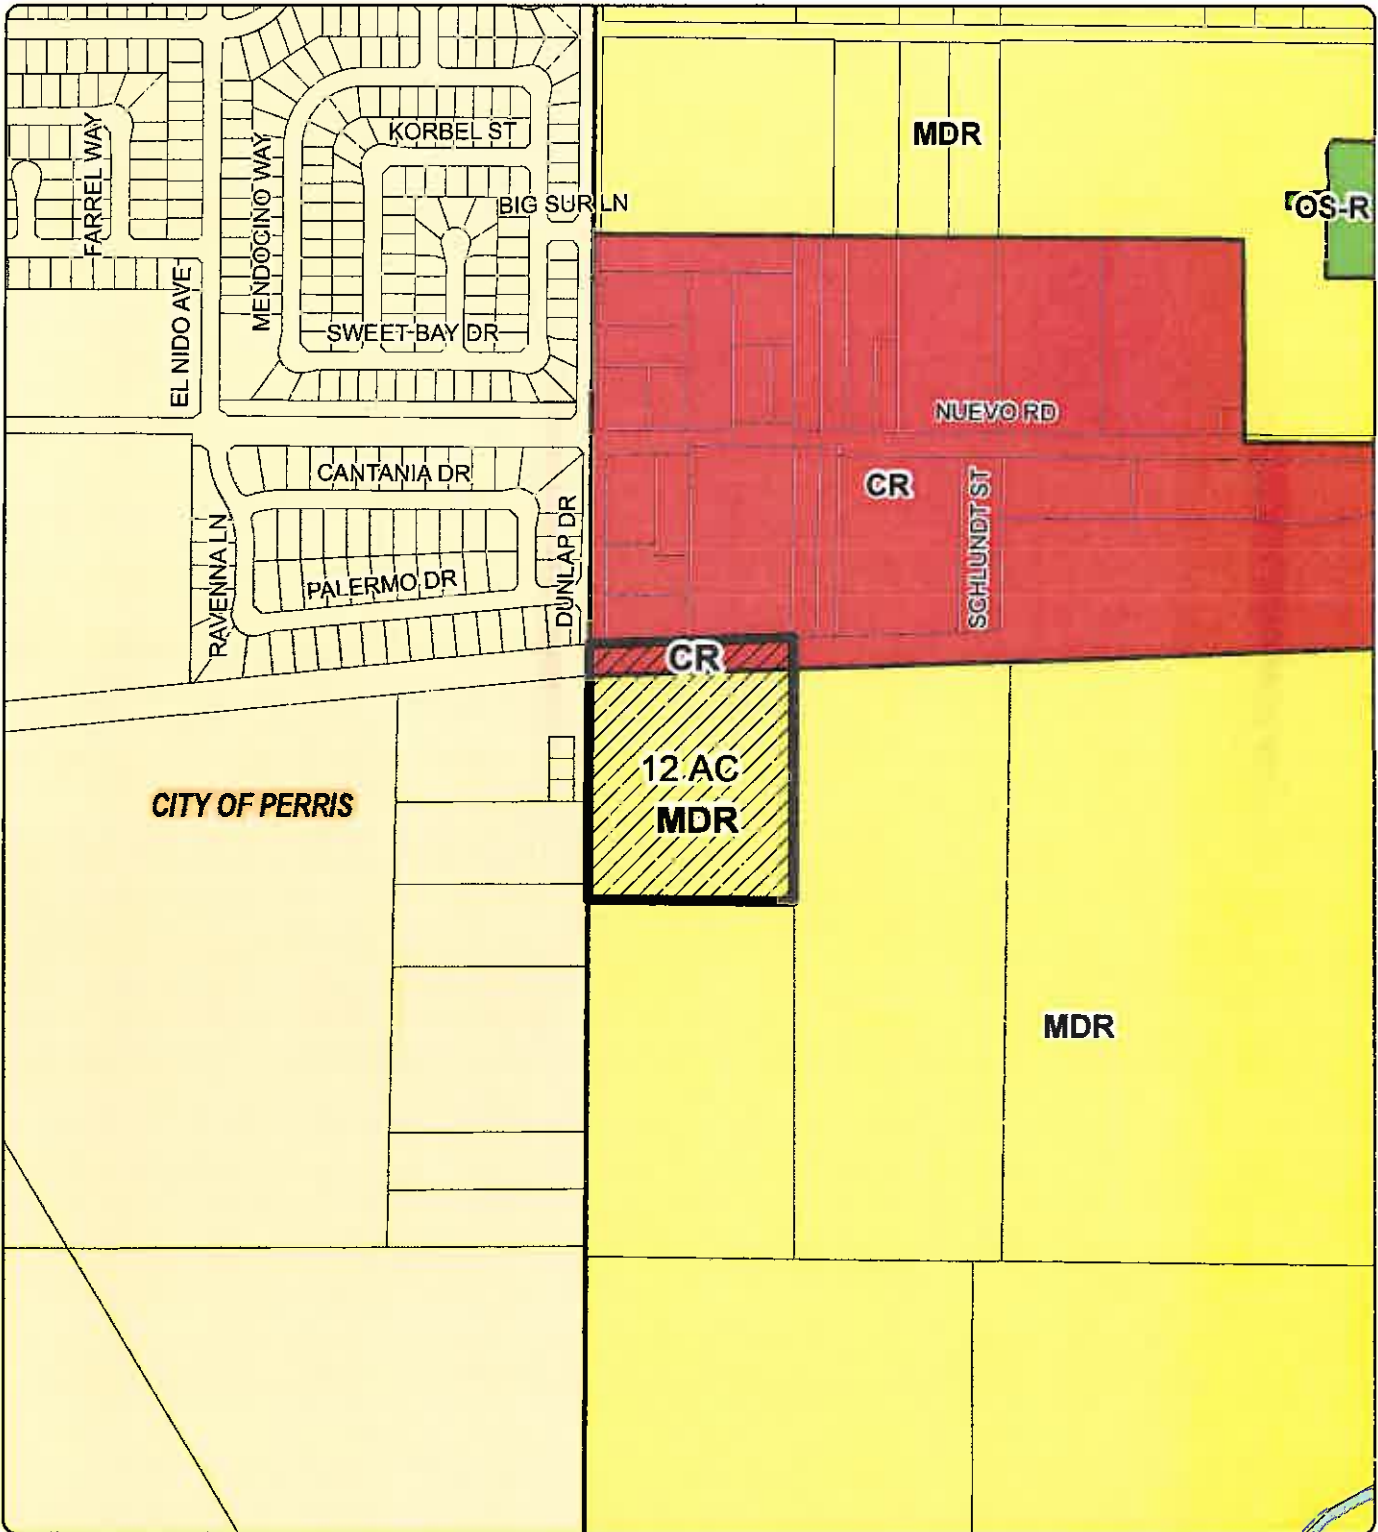 KORBEL ST
MDR
FARREL WAY
MENDOCINO WAY
BIG SUR LN
OS-R
EL NIDO AVE
SWEET BAY DR
NUEVO RD
CANTANIA DR
CR
SCHLUNDT ST
RAVENNA LN
DUNLAP DR
PALERMO DR
CR
12 AC
MDR
CITY OF PERRIS
MDR